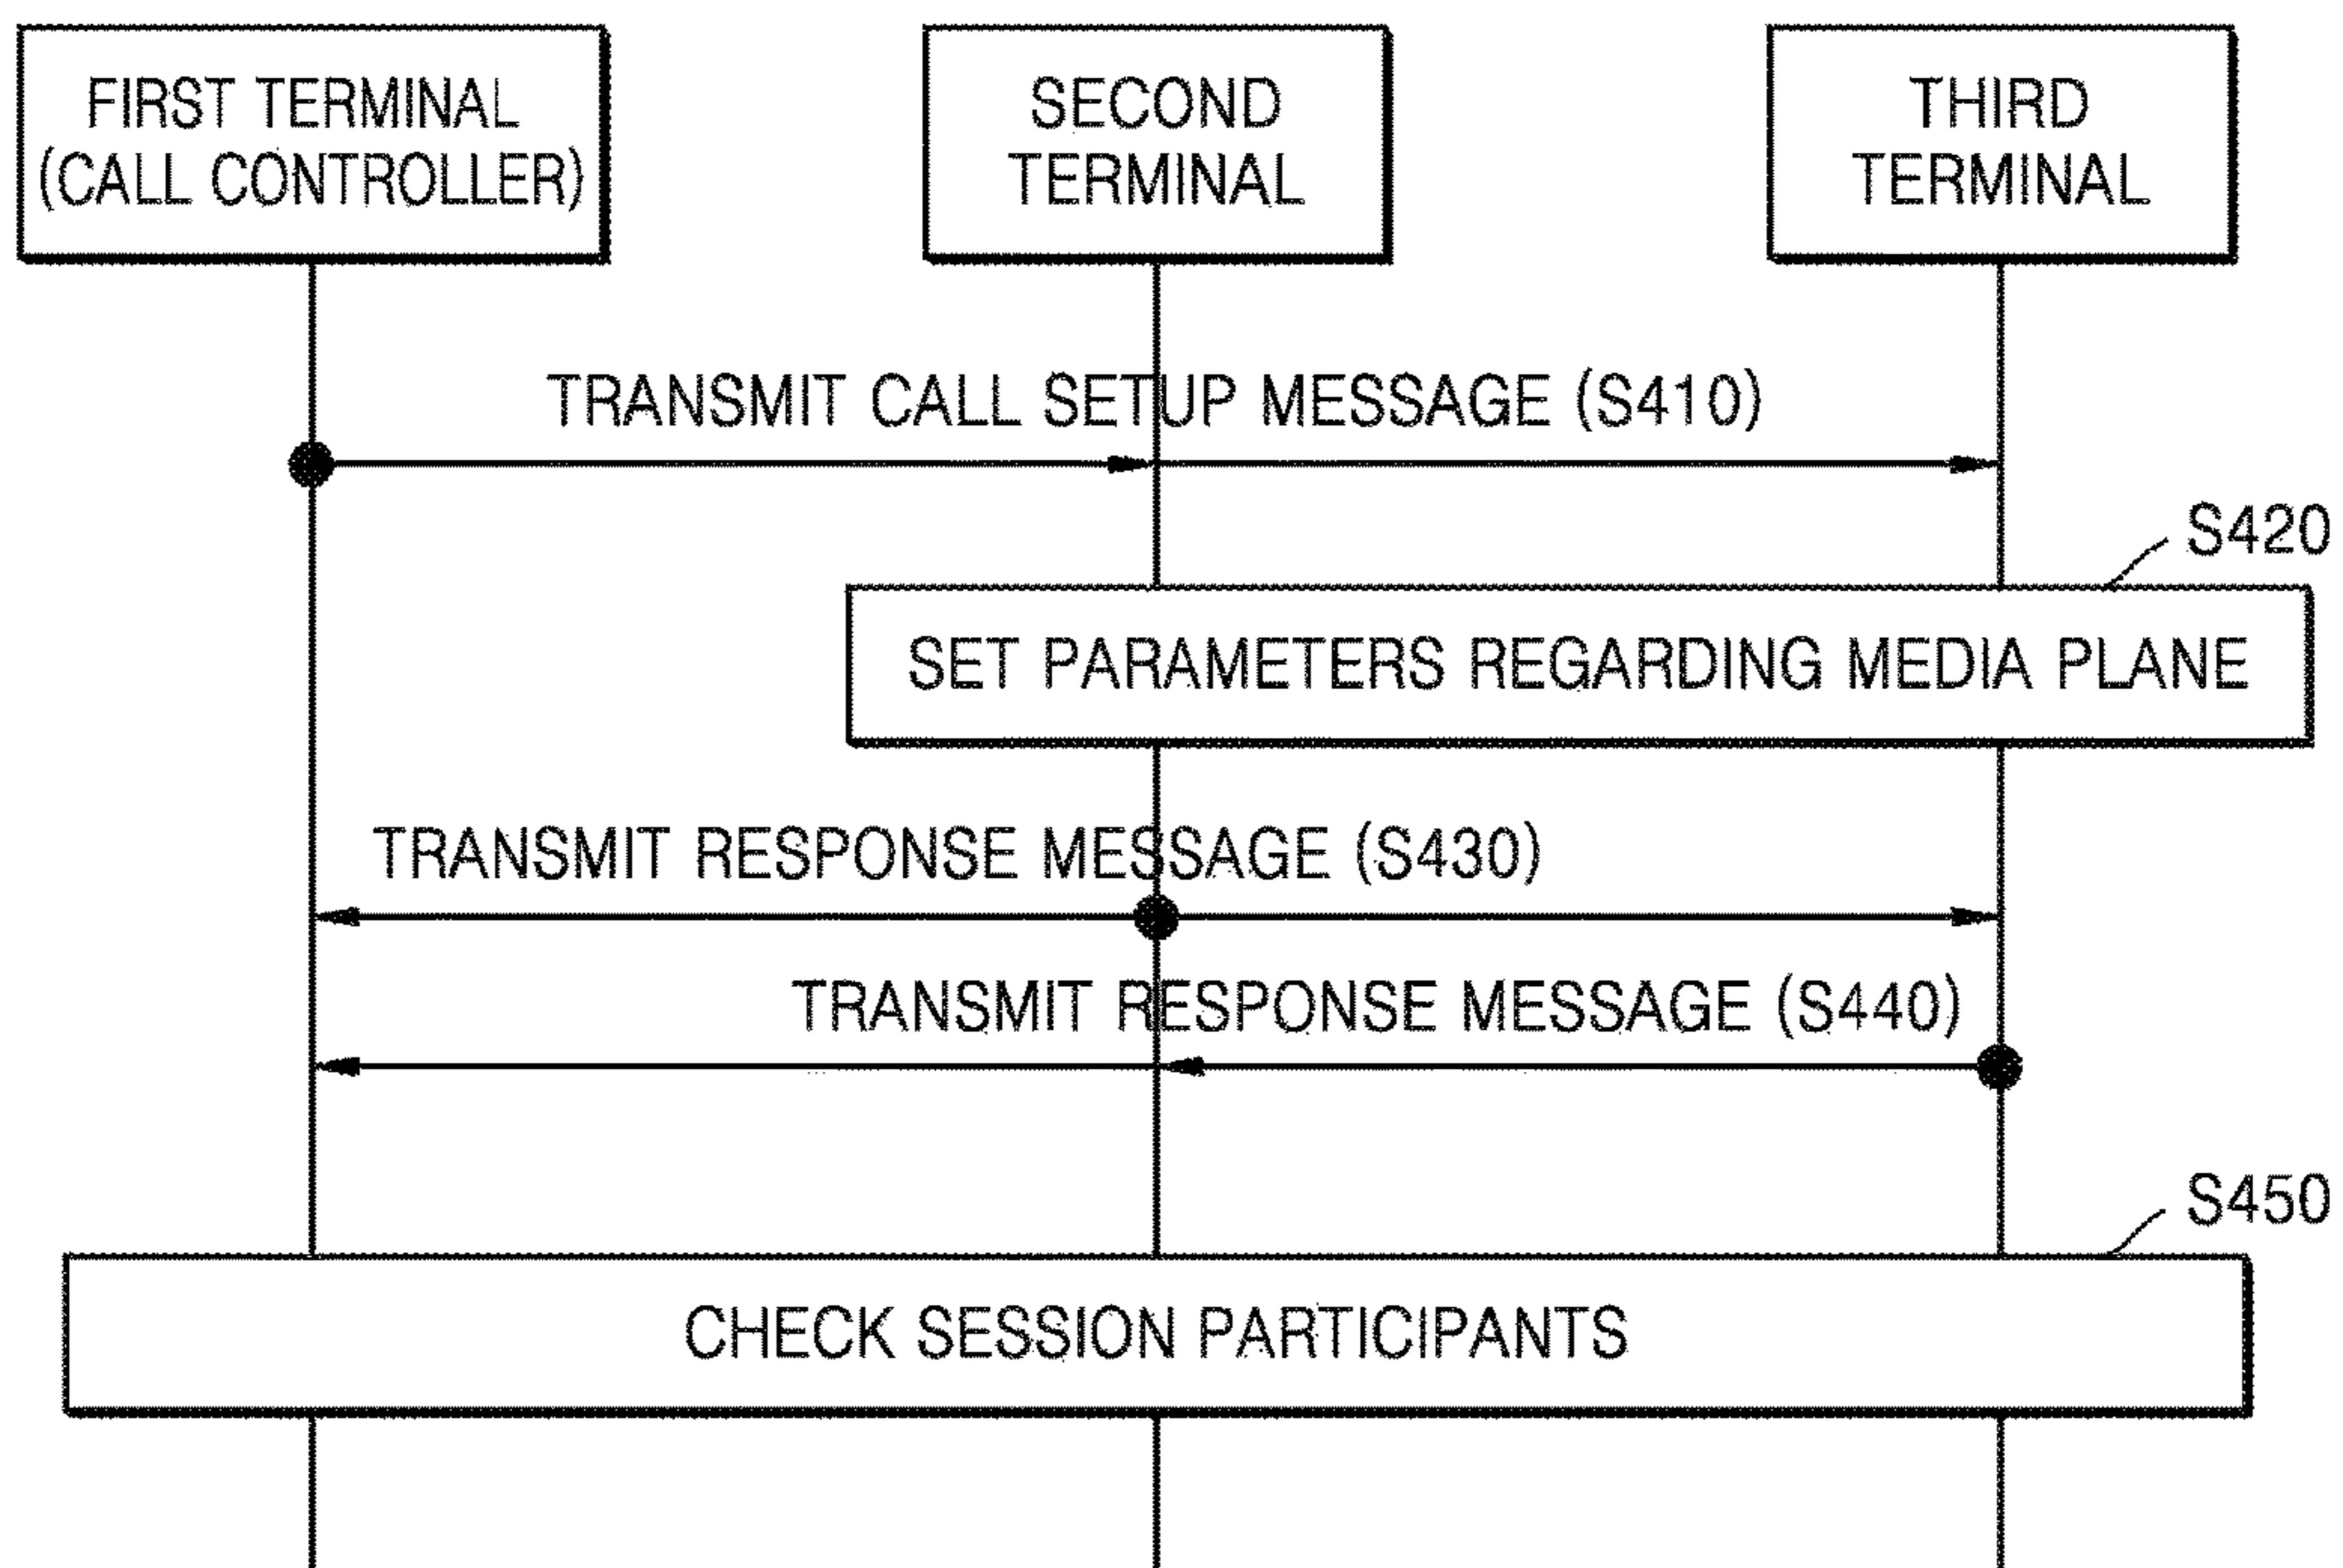 FIRST TERMINAL
(CALL CONTROLLER)
SECOND
TERMINAL
THIRD
TERMINAL
TRANSMIT CALL SETUP MESSAGE (S410)
S420
SET PARAMETERS REGARDING MEDIA PLANE
TRANSMIT RESPONSE MESSAGE (S430)
TRANSMIT RESPONSE MESSAGE (S440)
S450
CHECK SESSION PARTICIPANTS